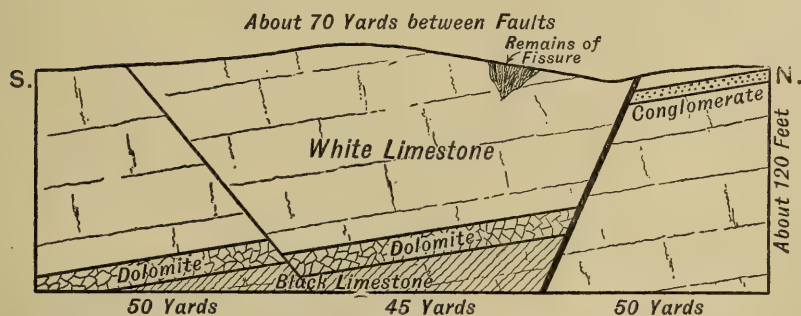 About 70 Yards between Faults
Remains of
Fissure
S.
N.
Conglomerate
White Limestone
About 120 Feet
Dolomite
Dolomite
Black Limestone
50 Yards
45 Yards
50 Yards